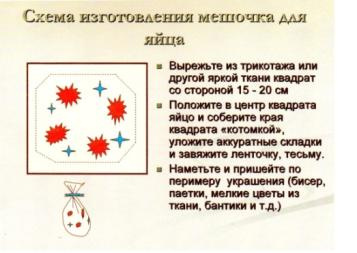 Схема изготовления мешочка для
яйца
Вырежьте из трикотажа или
другой яркой ткани квадрат
со стороной 15 - 20 см
Положите в центр квадрата
яйцо и соберите края
квадрата «котомкой»,
уложите аккуратные складки
и завяжите ленточку, тесьму.
Наметьте и пришейте по
перимеру украшения (бисер,
паетки, мелкие цветы из
ткани, бантики и т.д.)